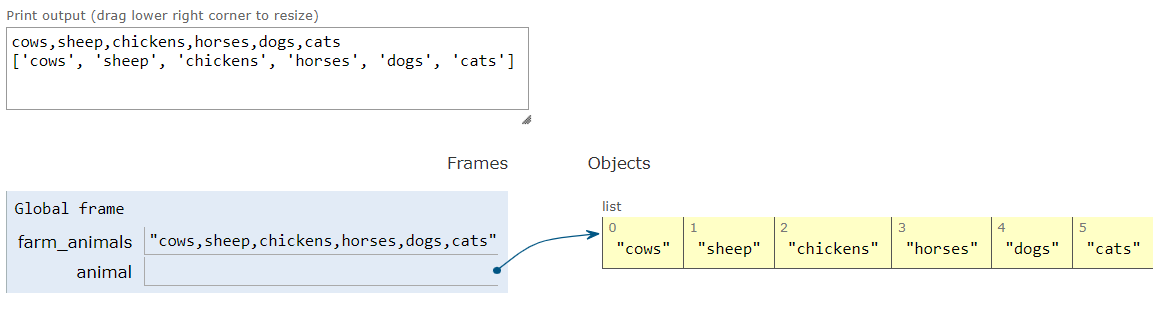 Print output (drag lower right corner to resize)
cows,sheep,chickens,horses,dogs,cats
['cows', 'sheep', 'chickens', 'horses', 'dogs', 'cats']
Frames
Objects
Global frame
farm_animals "cows,sheep,chickens,horses,dogs,cats"
animal
list
0 1 2 3 4 5
"cows" "sheep" "chickens" "horses" "dogs" "cats"